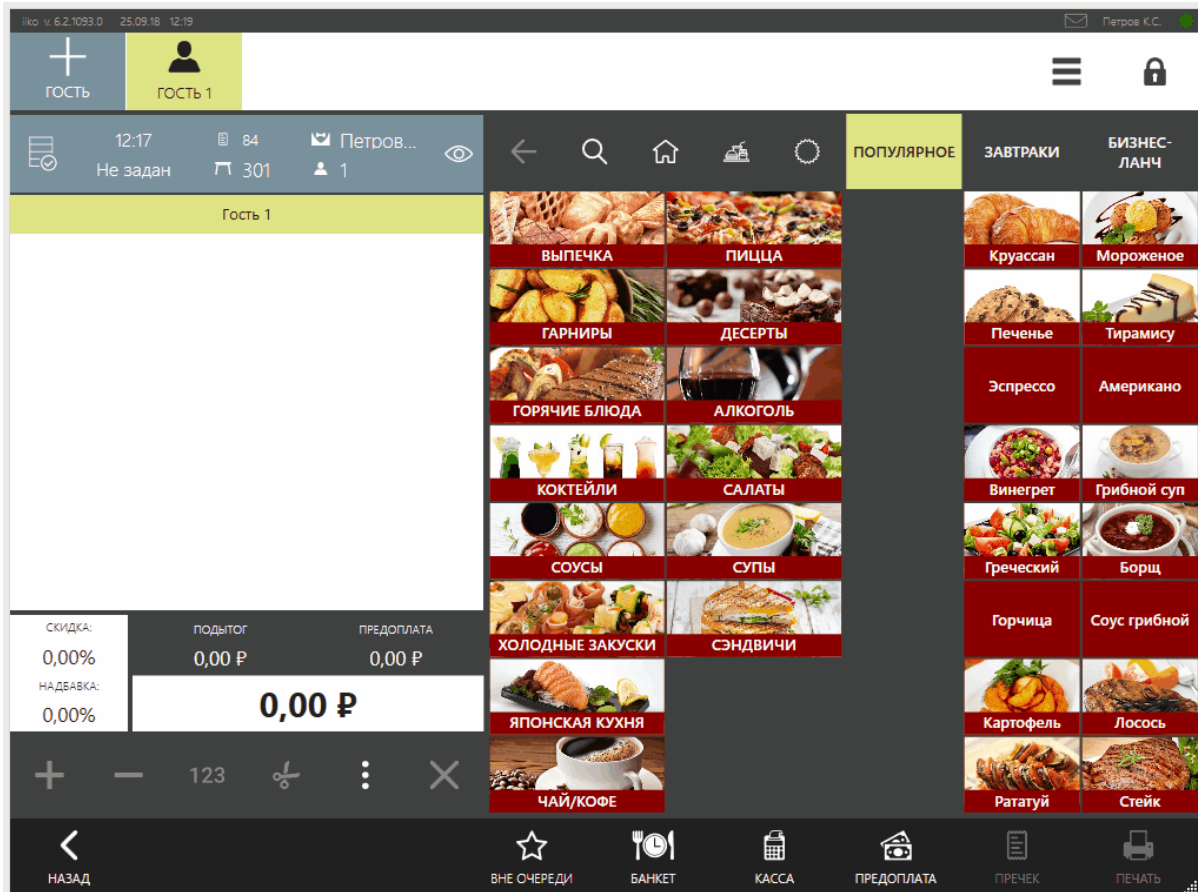 iiko v. 6.2.1093.0 25.09.18 12:19
Петров К.С.
ГОСТЬ
ГОСТЬ 1
12:17
84
Петров...
Не задан
301
1
ПОПУЛЯРНОЕ
ЗАВТРАКИ
БИЗНЕС-
ЛАНЧ
Гость 1
ВЫПЕЧКА
ПИЦЦА
Круассан
Мороженое
ГАРНИРЫ
ДЕСЕРТЫ
Печенье
Тирамису
ГОРЯЧИЕ БЛЮДА
АЛКОГОЛЬ
Эспрессо
Американо
КОКТЕЙЛИ
САЛАТЫ
Винегрет
Грибной суп
СОУСЫ
СУПЫ
Греческий
Борщ
ХОЛОДНЫЕ ЗАКУСКИ
СЭНДВИЧИ
Горчица
Соус грибной
ЯПОНСКАЯ КУХНЯ
Картофель
Лосось
ЧАЙ/КОФЕ
Рататуй
Стейк
СКИДКА:
0,00%
ПОДЫТОГ
0,00 ₽
ПРЕДОПЛАТА
0,00 ₽
НАДБАВКА:
0,00%
0,00 ₽
123
НАЗАД
ВНЕ ОЧЕРЕДИ
БАНКЕТ
КАССА
ПРЕДОПЛАТА
ПРЕЧЕК
ПЕЧАТЬ